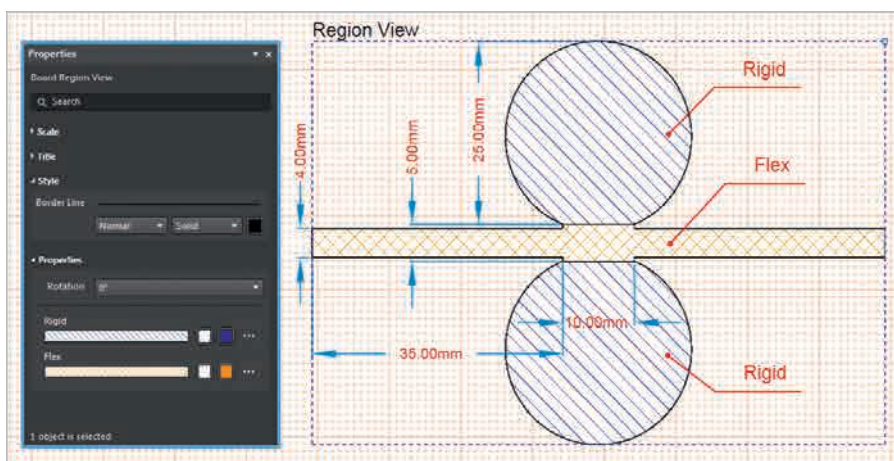 Region View
Properties
Board Region View
Search
Scale
Title
Style
Border Line
Normal
Solid
Properties
Rotation
0°
Rigid
Flex
1 object is selected
Rigid
Flex
Rigid
4.00mm
5.00mm
25.00mm
10.00mm
35.00mm